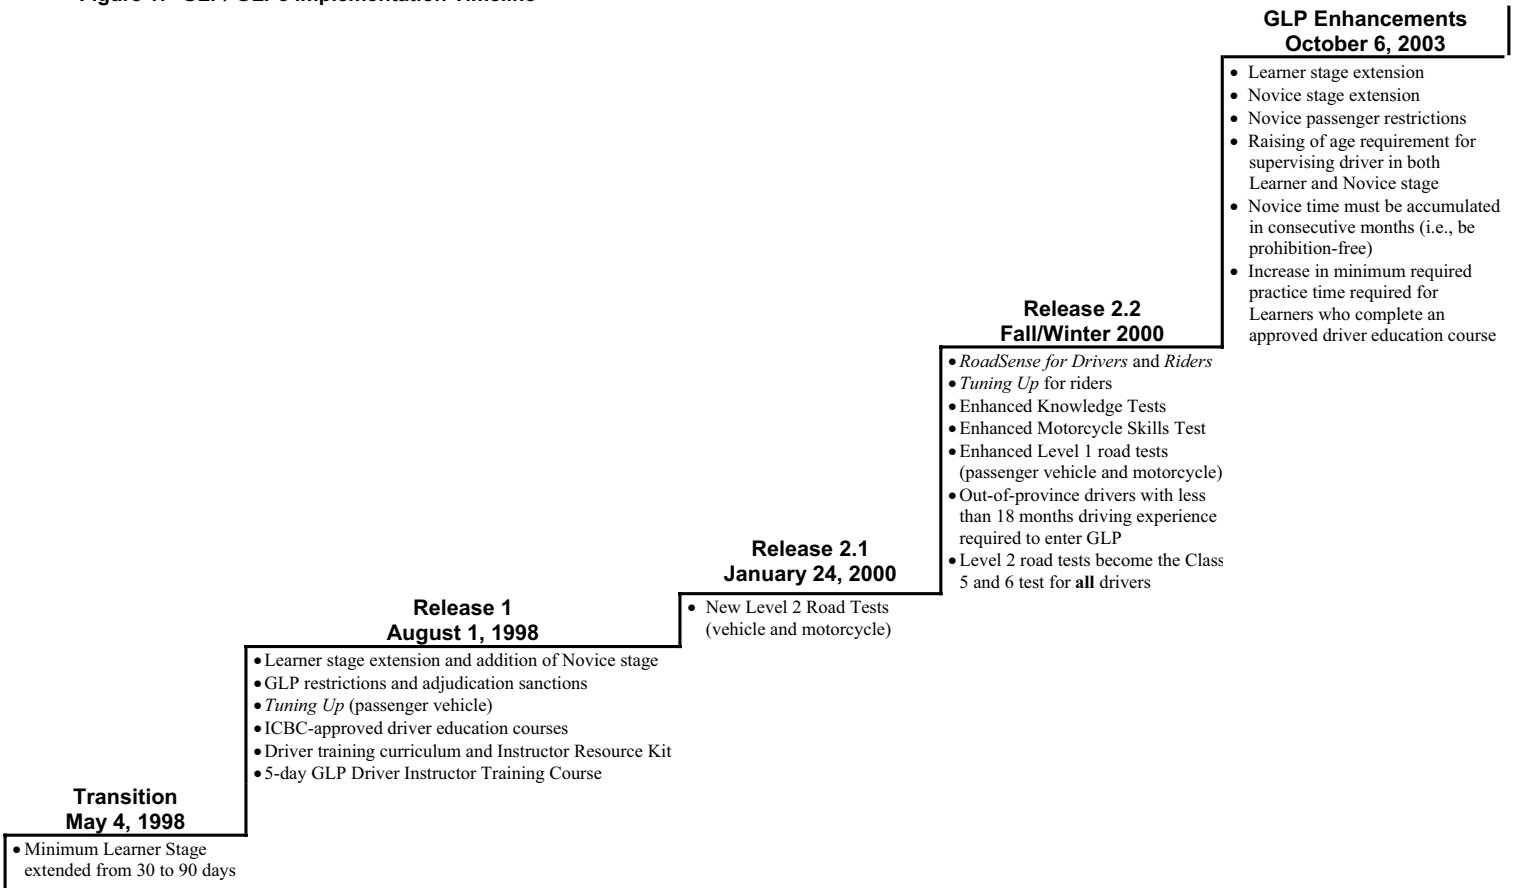 Implementation Timeline
Transition
May 4, 1998
• Minimum Learner Stage
extended from 30 to 90 days
Release 1
August 1, 1998
• Learner stage extension and addition of Novice stage
• GLP restrictions and adjudication sanctions
• Tuning Up (passenger vehicle)
• ICBC-approved driver education courses
• Driver training curriculum and Instructor Resource Kit
• 5-day GLP Driver Instructor Training Course
Release 2.1
January 24, 2000
• New Level 2 Road Tests
(vehicle and motorcycle)
Release 2.2
Fall/Winter 2000
• RoadSense for Drivers and Riders
• Tuning Up for riders
• Enhanced Knowledge Tests
• Enhanced Motorcycle Skills Test
• Enhanced Level 1 road tests
(passenger vehicle and motorcycle)
• Out-of-province drivers with less
than 18 months driving experience
required to enter GLP
• Level 2 road tests become the Class
5 and 6 test for all drivers
GLP Enhancements
October 6, 2003
• Learner stage extension
• Novice stage extension
• Novice passenger restrictions
• Raising of age requirement for
supervising driver in both
Learner and Novice stage
• Novice time must be accumulated
in consecutive months (i.e., be
prohibition-free)
• Increase in minimum required
practice time required for
Learners who complete an
approved driver education course